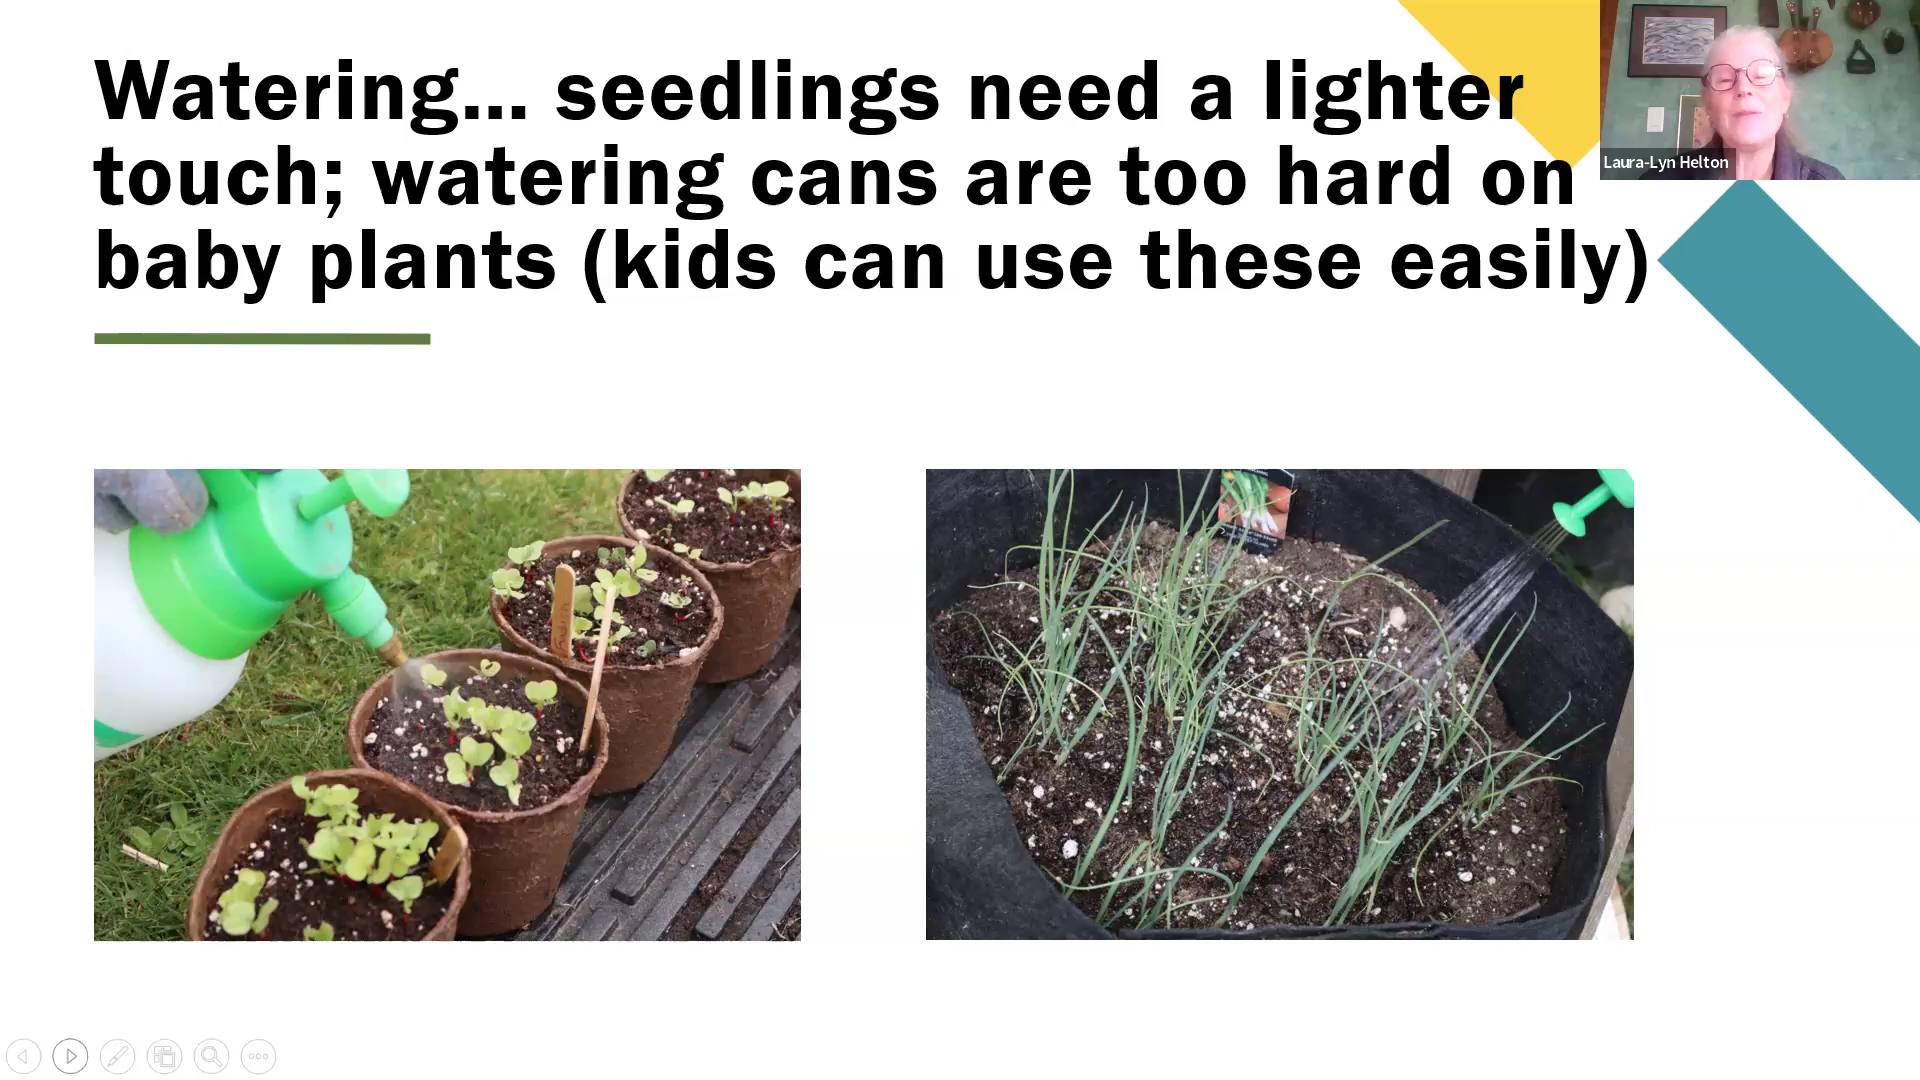 Watering... seedlings need a lighter
touch; watering cans are too hard on
baby plants (kids can use these easily)
Laura-Lyn Helton